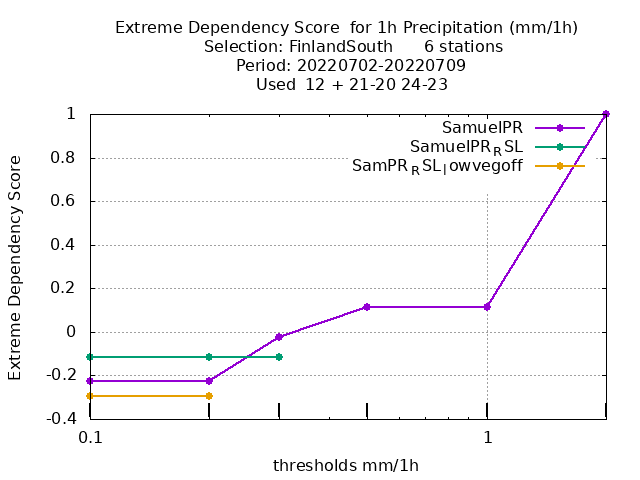 Extreme Dependency Score  for 1h Precipitation (mm/1h)
Selection: FinlandSouth      6 stations
Period: 20220702-20220709
Used  12 + 21-20 24-23
1
0.8
0.6
0.4
0.2
0
-0.2
-0.4
0.1
1
Extreme Dependency Score
thresholds mm/1h
SamuelPR
SamuelPR_RSL
SamPR_RSL_lowvegoff